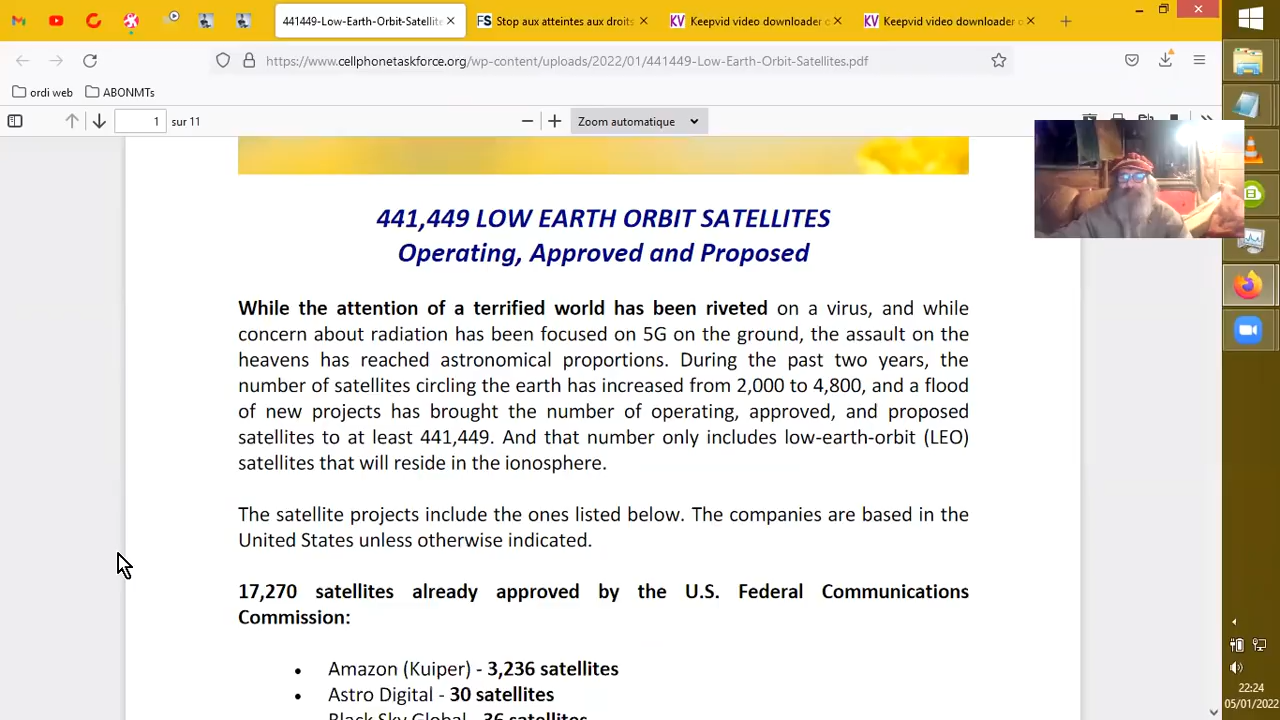 441449-Low-Earth-Orbit-Satellite
Stop aux atteintes aux droits
Keepvid video downloader o
Keepvid video downloader o
https://www.cellphonetaskforce.org/wp-content/uploads/2022/01/441449-Low-Earth-Orbit-Satellites.pdf
ordi web
ABONMTs
1 sur 11
Zoom automatique
441,449 LOW EARTH ORBIT SATELLITES
Operating, Approved and Proposed
While the attention of a terrified world has been riveted on a virus, and while
concern about radiation has been focused on 5G on the ground, the assault on the
heavens has reached astronomical proportions. During the past two years, the
number of satellites circling the earth has increased from 2,000 to 4,800, and a flood
of new projects has brought the number of operating, approved, and proposed
satellites to at least 441,449. And that number only includes low-earth-orbit (LEO)
satellites that will reside in the ionosphere.
The satellite projects include the ones listed below. The companies are based in the
United States unless otherwise indicated.
17,270 satellites already approved by the U.S. Federal Communications
Commission:
• Amazon (Kuiper) - 3,236 satellites
• Astro Digital - 30 satellites
Black Sky Global - 36 satellites
22:24
05/01/2022